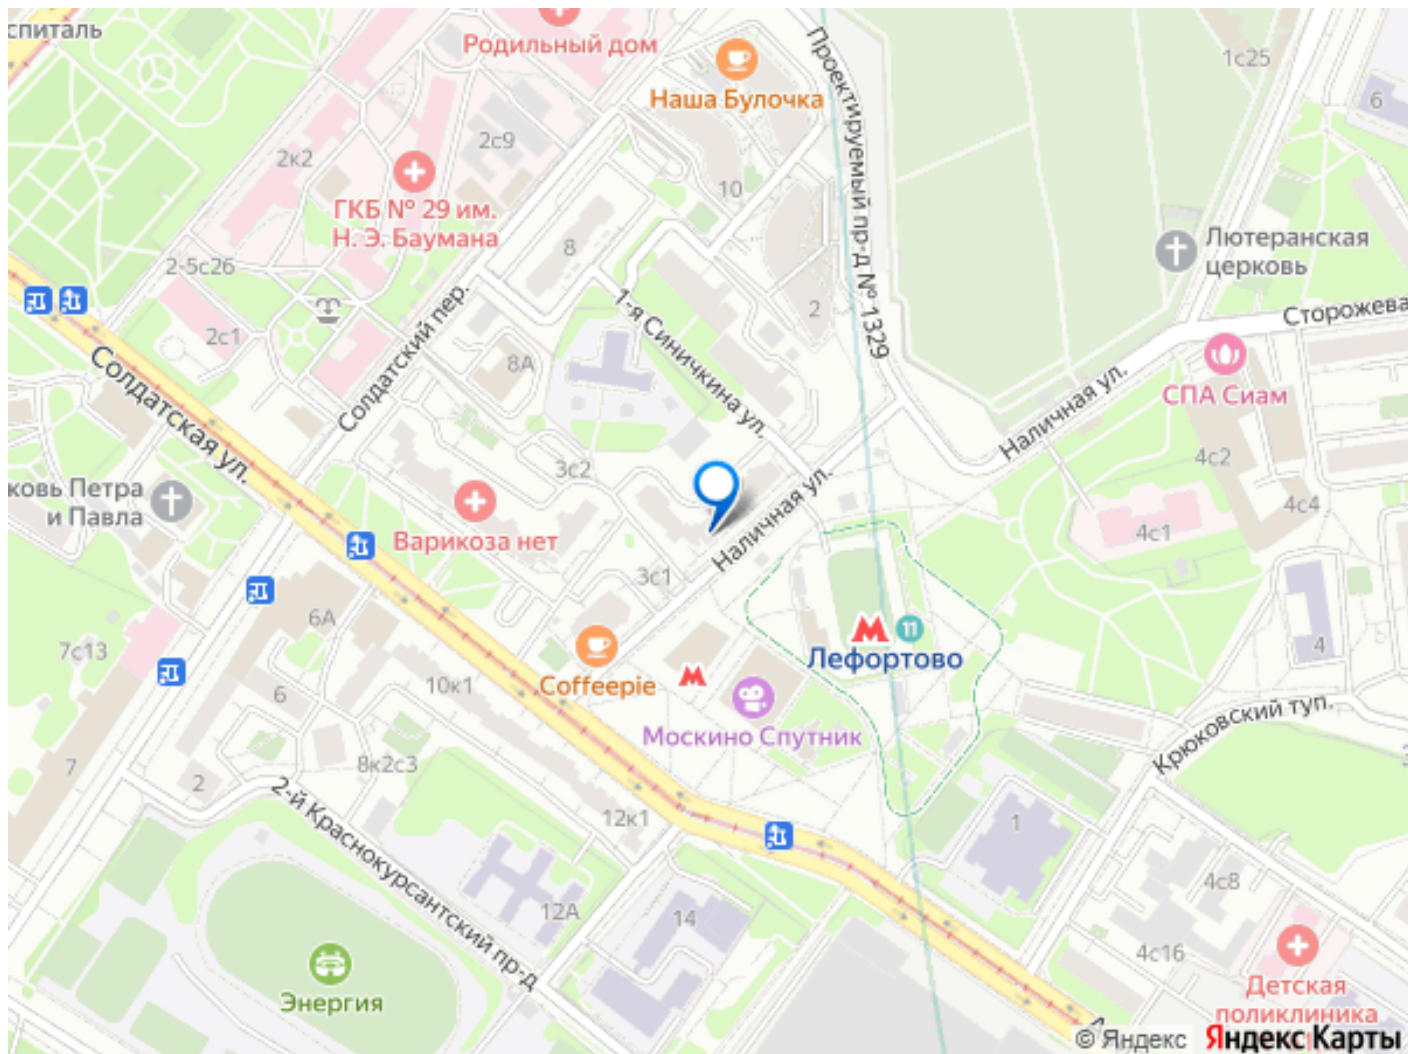 спиталь
Родильный дом
Наша Булочка
Проектируемый пр-д № 1329
1с25
6
2к2
2с9
10
ГКБ № 29 им.
Н. Э. Баумана
8
2-5с26
Лютеранская
церковь
2с1
Солдатский пер.
1-я Синичкина ул.
2
Сторожева
8А
Солдатская ул.
СПА Сиам
Наличная ул.
3с2
4с2
ковь Петра
и Павла
4с4
4с1
Варикоза нет
Наличная ул.
3с1
6А
11
Лефортово
4
7с13
6
10к1
Coffeepie
Москино Спутник
Крюковский туп.
7
2
8к2с3
2-й Краснокурсантский пр-д
12к1
1
4с8
12А
14
4с16
Энергия
Детская
поликлиника
© Яндекс
Яндекс Карты